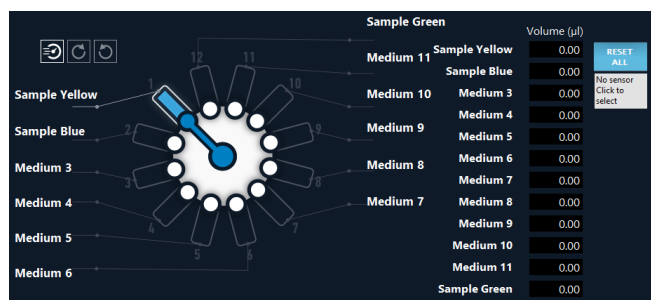 Sample Green
Volume (µl)
12
11
Medium 11
Sample Yellow
0.00
RESET
ALL
Sample Blue
0.00
No sensor
Click to
select
1
10
Sample Yellow
Medium 10
Medium 3
0.00
Medium 4
0.00
Sample Blue
2
9
Medium 9
Medium 5
0.00
Medium 6
0.00
Medium 3
3
8
Medium 8
Medium 7
0.00
Medium 4
Medium 7
Medium 8
0.00
4
7
Medium 9
0.00
Medium 5
5
6
Medium 10
0.00
Medium 6
Medium 11
0.00
Sample Green
0.00